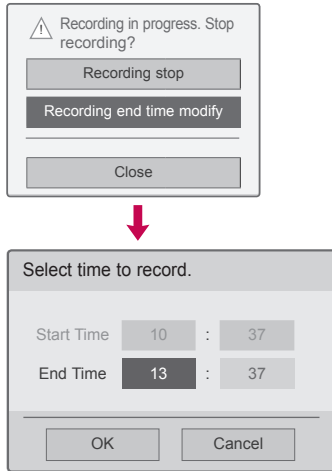 Recording in progress. Stop
recording?
Recording stop
Recording end time modify
Close
Select time to record.
Start Time 10 : 37
End Time 13 : 37
OK Cancel